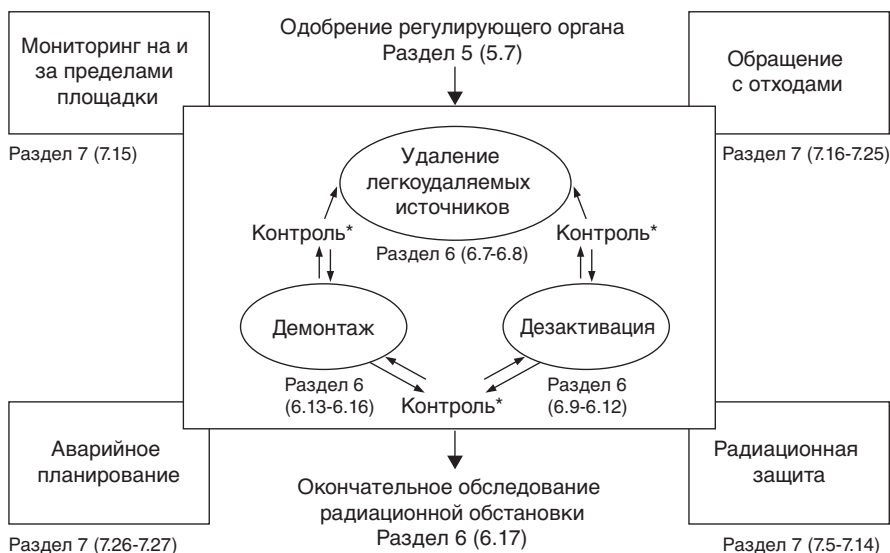 Мониторинг на и
за пределами
площадки
Раздел 7 (7.15)
Одобрение регулирующего органа
Раздел 5 (5.7)
Обращение
с отходами
Раздел 7 (7.16-7.25)
Удаление
легкоудаляемых
источников
Раздел 6 (6.7-6.8)
Контроль*
Контроль*
Демонтаж
Раздел 6
(6.13-6.16)
Дезактивация
Раздел 6
(6.9-6.12)
Контроль*
Аварийное
планирование
Раздел 7 (7.26-7.27)
Окончательное обследование
радиационной обстановки
Раздел 6 (6.17)
Радиационная
защита
Раздел 7 (7.5-7.14)